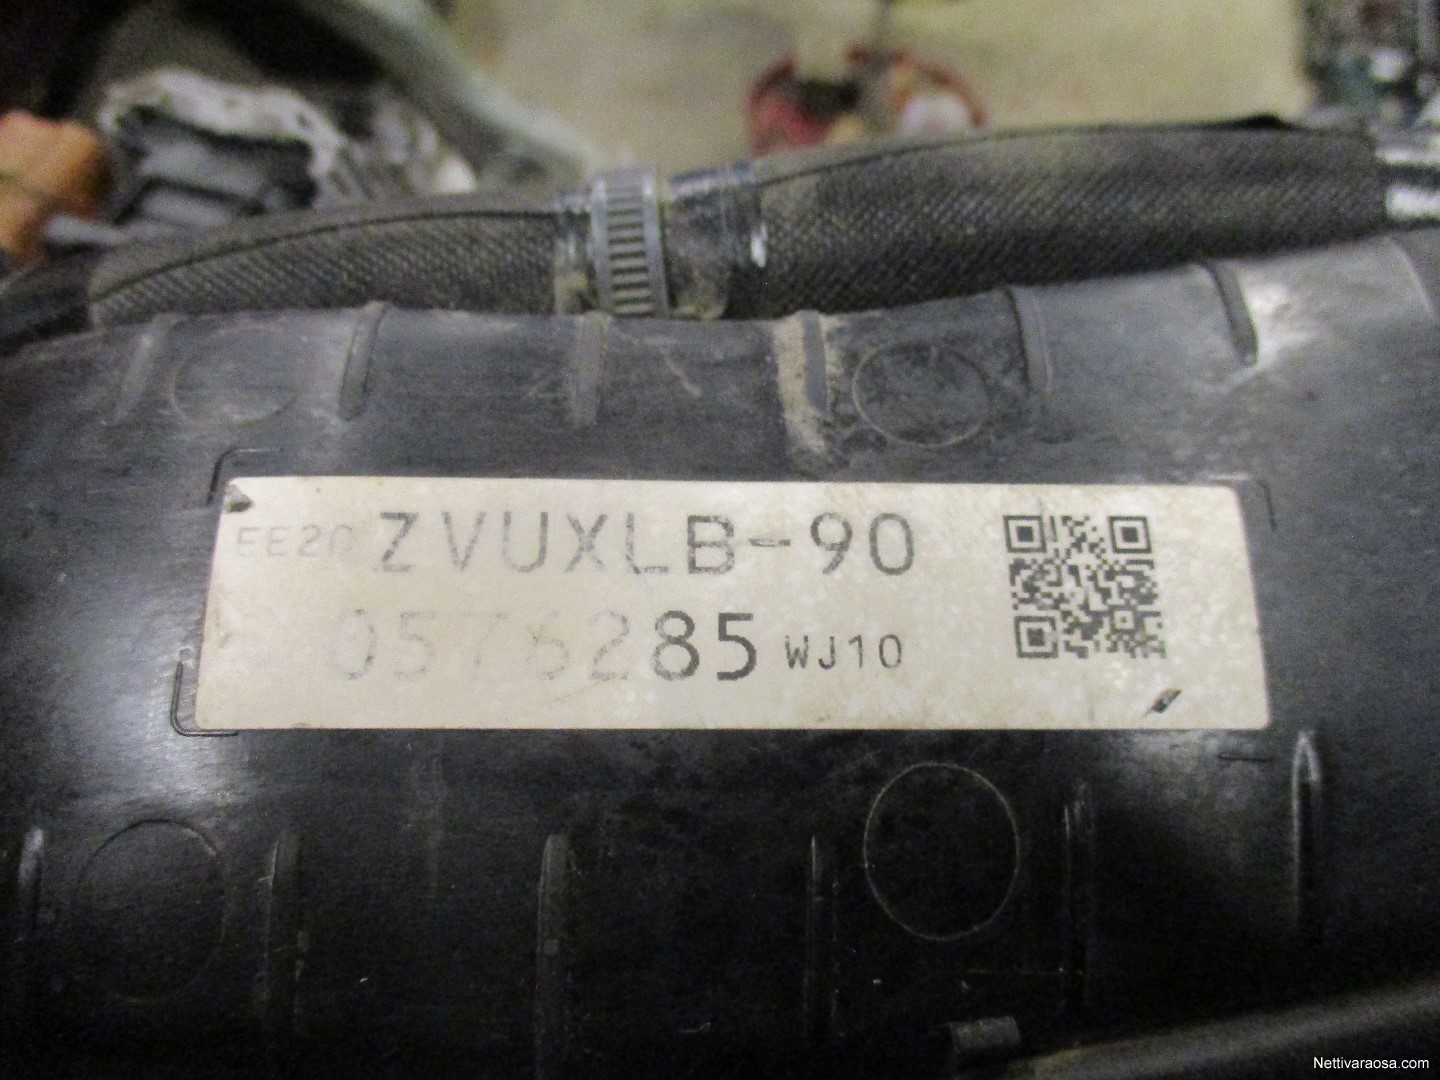 EE20 ZVUXLB-90
0576285 WJ10
Nettivaraosa.com